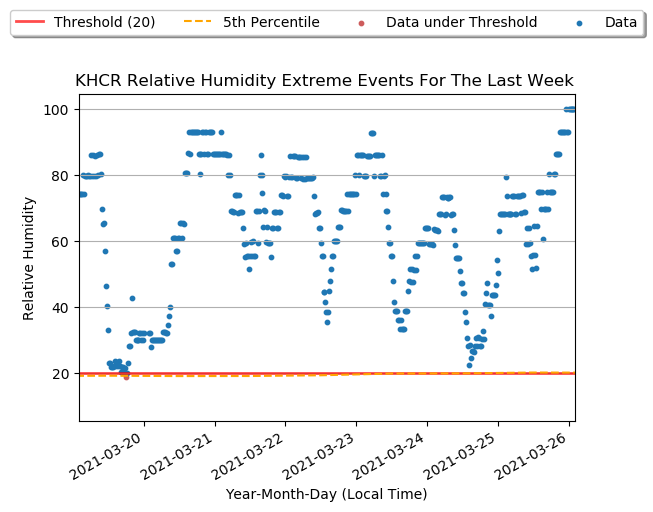 Threshold (20) 5th Percentile Data under Threshold Data
KHCR Relative Humidity Extreme Events For The Last Week
100
80
60
40
20
Relative Humidity
2021-03-20 2021-03-21 2021-03-22 2021-03-23 2021-03-24 2021-03-25 2021-03-26
Year-Month-Day (Local Time)